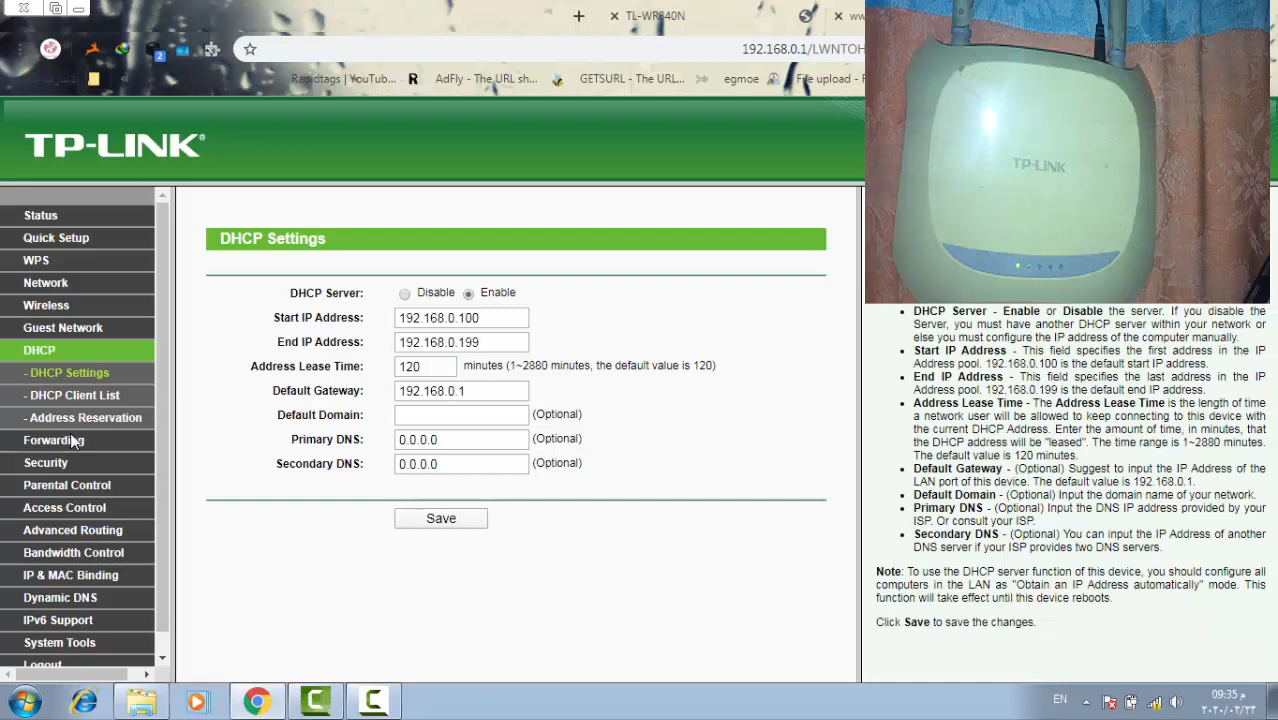 TL-WR840N
ww
2
192.168.0.1/LWNTOH
Rapidtags | YouTub...
R AdFly - The URL sh...
GETSURL - The URL...
egmoe
File upload - F
TP-LINK®
TP-LINK
Status
Quick Setup
WPS
Network
Wireless
Guest Network
DHCP
- DHCP Settings
- DHCP Client List
- Address Reservation
Forwarding
Security
Parental Control
Access Control
Advanced Routing
Bandwidth Control
IP & MAC Binding
Dynamic DNS
IPv6 Support
System Tools
Logout
DHCP Settings
DHCP Server: Disable Enable
Start IP Address: 192.168.0.100
End IP Address: 192.168.0.199
Address Lease Time: 120 minutes (1~2880 minutes, the default value is 120)
Default Gateway: 192.168.0.1
Default Domain: (Optional)
Primary DNS: 0.0.0.0 (Optional)
Secondary DNS: 0.0.0.0 (Optional)
Save
DHCP Server - Enable or Disable the server. If you disable the
Server, you must have another DHCP server within your network or
else you must configure the IP address of the computer manually.
Start IP Address - This field specifies the first address in the IP
Address pool. 192.168.0.100 is the default start IP address.
End IP Address - This field specifies the last address in the IP
Address pool. 192.168.0.199 is the default end IP address.
Address Lease Time - The Address Lease Time is the length of time
a network user will be allowed to keep connecting to this device with
the current DHCP Address. Enter the amount of time, in minutes, that
the DHCP address will be "leased". The time range is 1~2880 minutes.
The default value is 120 minutes.
Default Gateway - (Optional) Suggest to input the IP Address of the
LAN port of this device. The default value is 192.168.0.1.
Default Domain - (Optional) Input the domain name of your network.
Primary DNS - (Optional) Input the DNS IP address provided by your
ISP. Or consult your ISP.
Secondary DNS - (Optional) You can input the IP Address of another
DNS server if your ISP provides two DNS servers.
Note: To use the DHCP server function of this device, you should configure all
computers in the LAN as "Obtain an IP Address automatically" mode. This
function will take effect until this device reboots.
Click Save to save the changes.
EN
09:35 م
٢٠٢٠/٠٢/٢٣